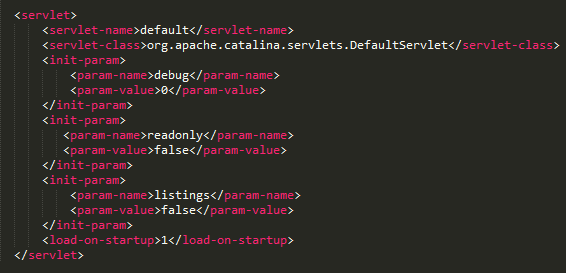 <servlet>
<servlet-name>default</servlet-name>
<servlet-class>org.apache.catalina.servlets.DefaultServlet</servlet-class>
<init-param>
<param-name>debug</param-name>
<param-value>0</param-value>
</init-param>
<init-param>
<param-name>readonly</param-name>
<param-value>false</param-value>
</init-param>
<init-param>
<param-name>listings</param-name>
<param-value>false</param-value>
</init-param>
<load-on-startup>1</load-on-startup>
</servlet>